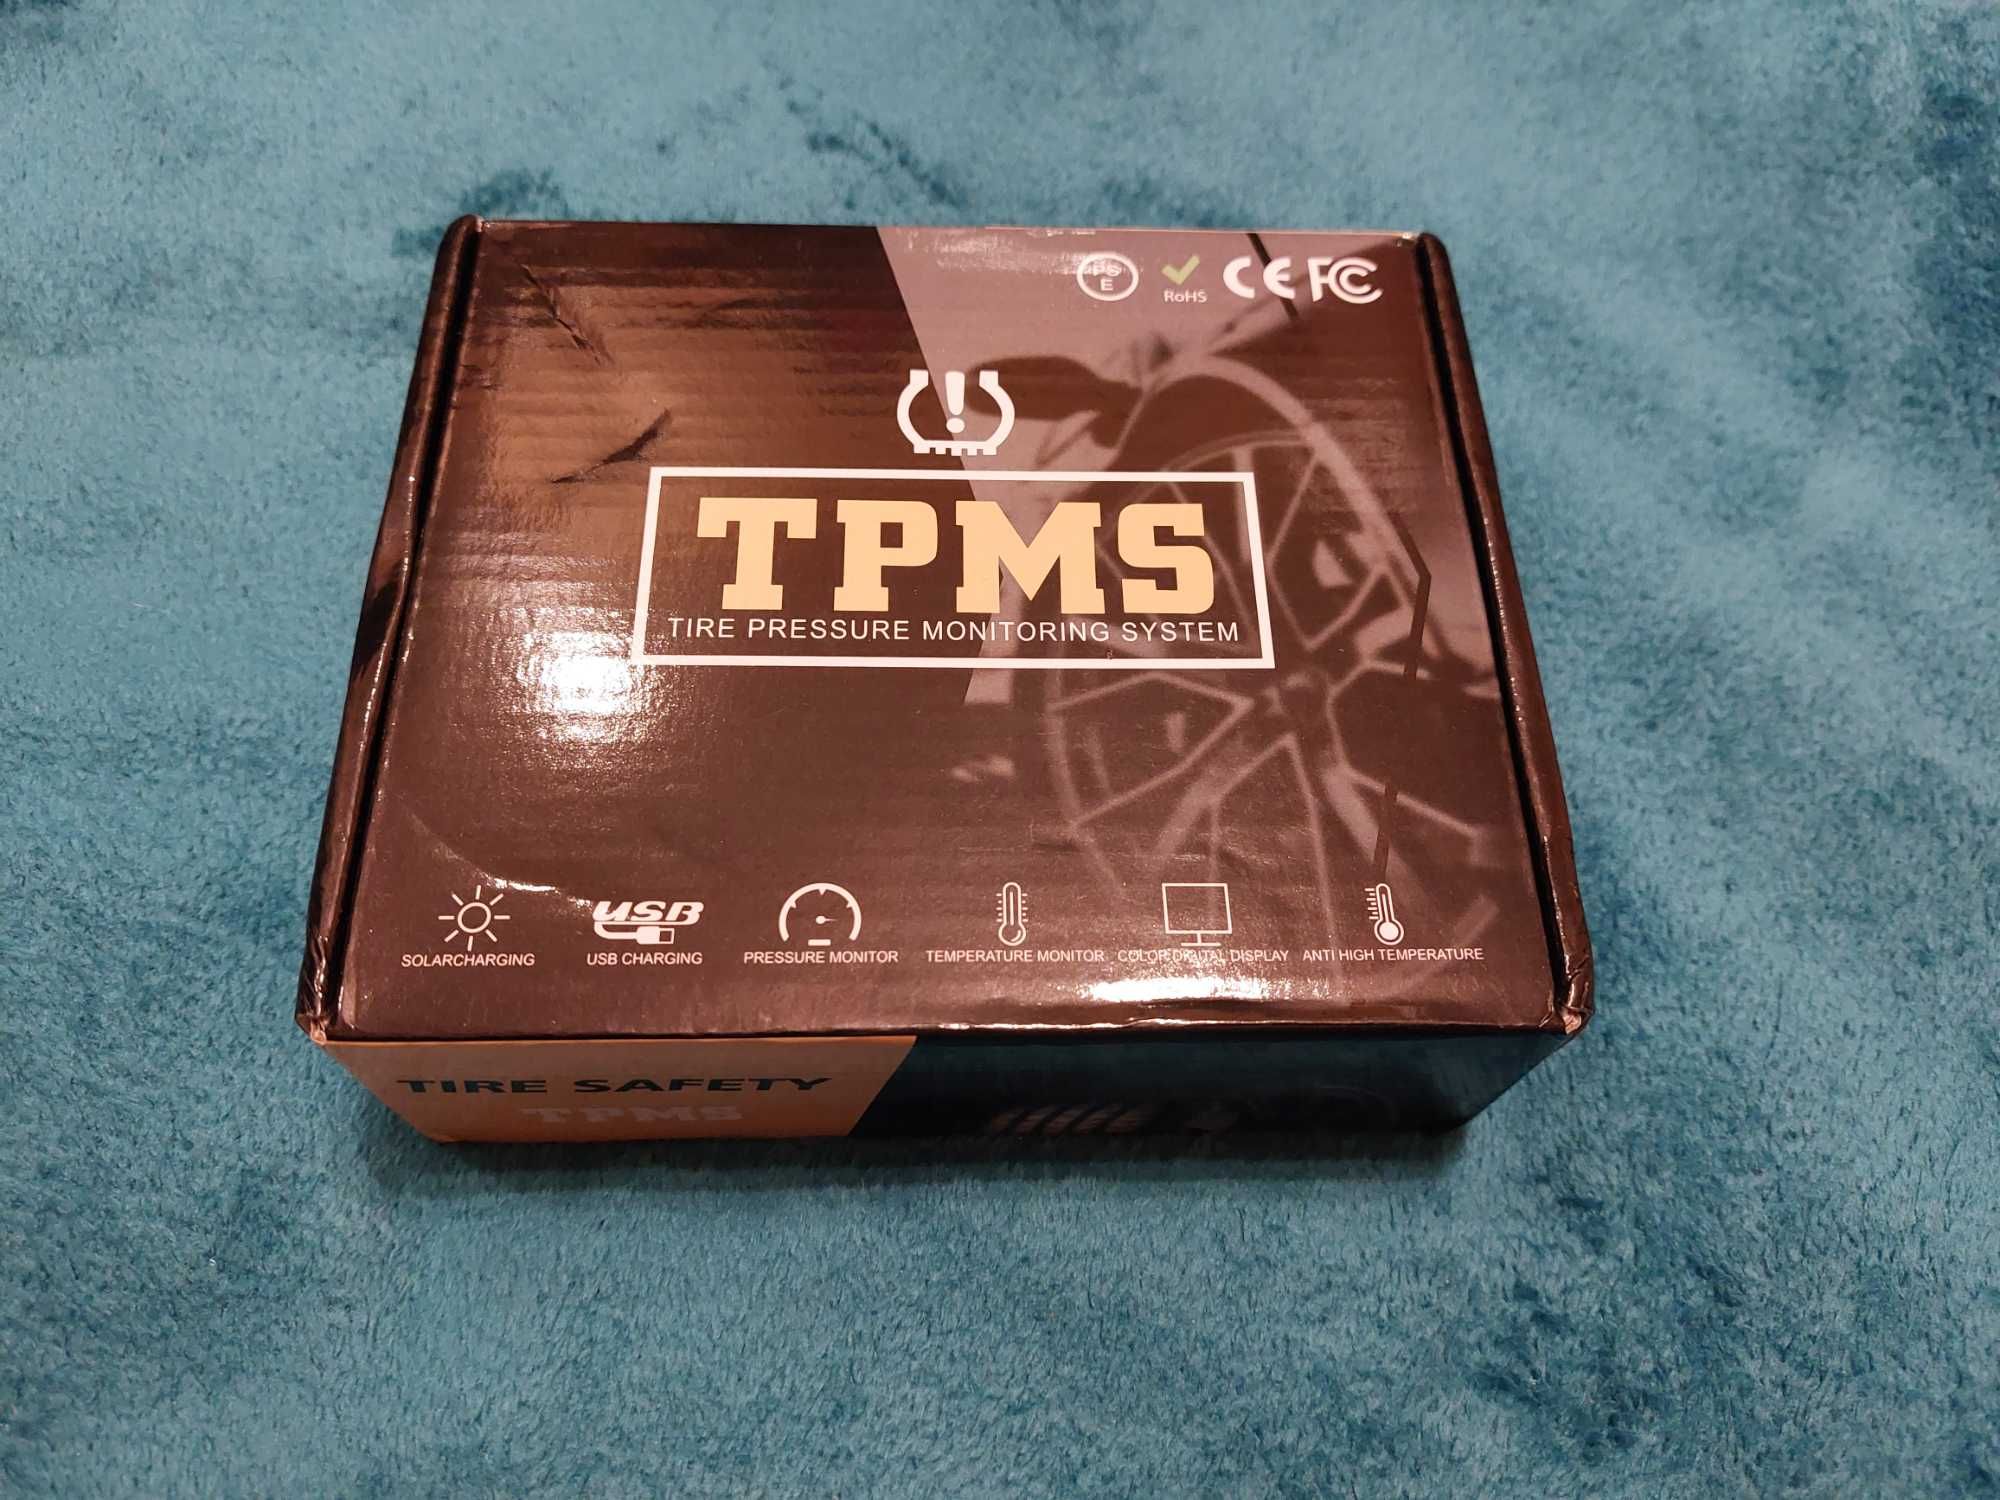 PS
E
RoHS
CE FC
TPMS
TIRE PRESSURE MONITORING SYSTEM
USB
SOLARCHARGING USB CHARGING PRESSURE MONITOR TEMPERATURE MONITOR COLOR DIGITAL DISPLAY ANTI HIGH TEMPERATURE
TIRE SAFETY
TPMS